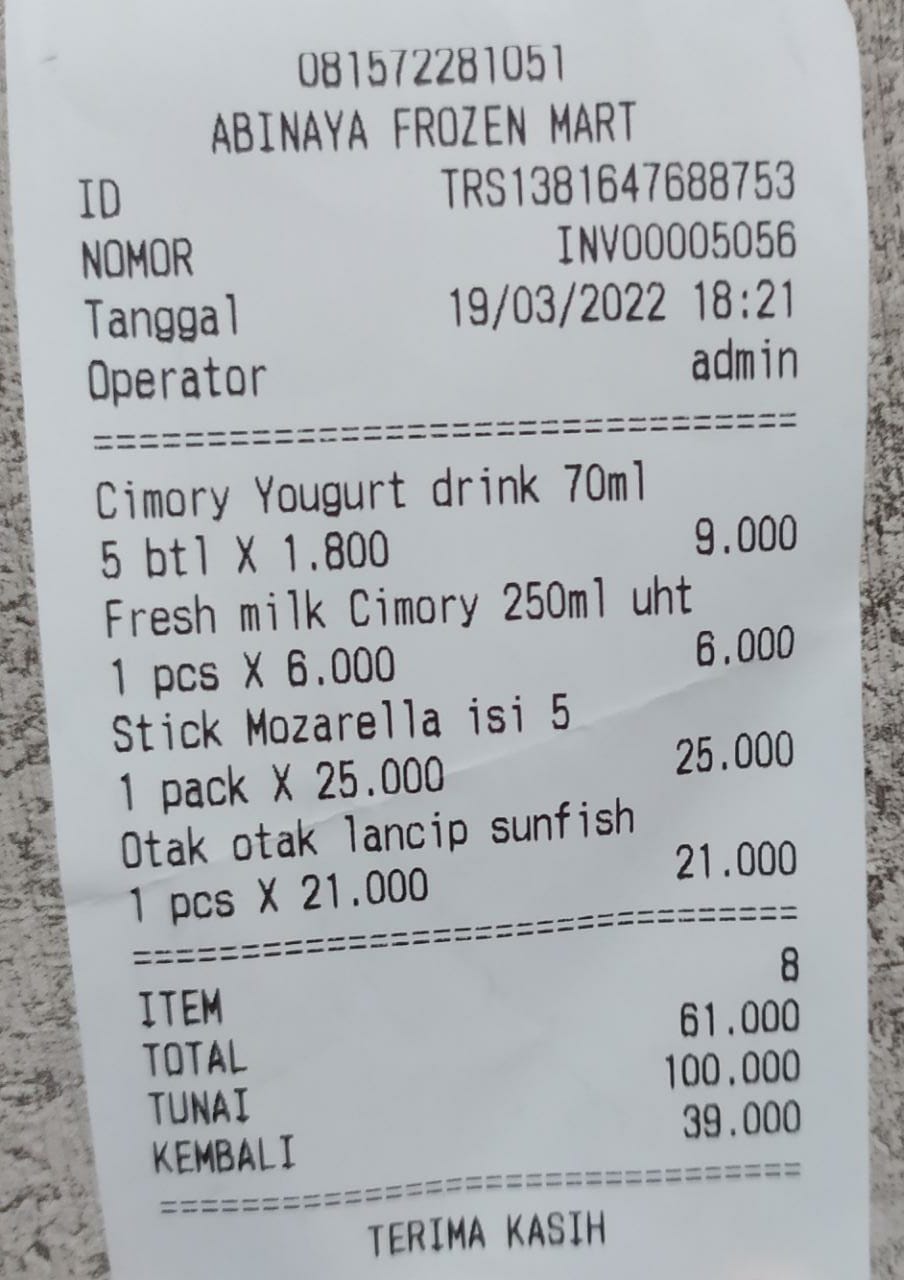 081572281051
ABINAYA FROZEN MART
ID TRS1381647688753
NOMOR INV00005056
Tanggal 19/03/2022 18:21
Operator admin
================================
Cimory Yougurt drink 70ml
5 btl X 1.800 9.000
Fresh milk Cimory 250ml uht
1 pcs X 6.000 6.000
Stick Mozarella isi 5
1 pack X 25.000 25.000
Otak otak lancip sunfish
1 pcs X 21.000 21.000
================================
ITEM 8
TOTAL 61.000
TUNAI 100.000
KEMBALI 39.000
================================
TERIMA KASIH